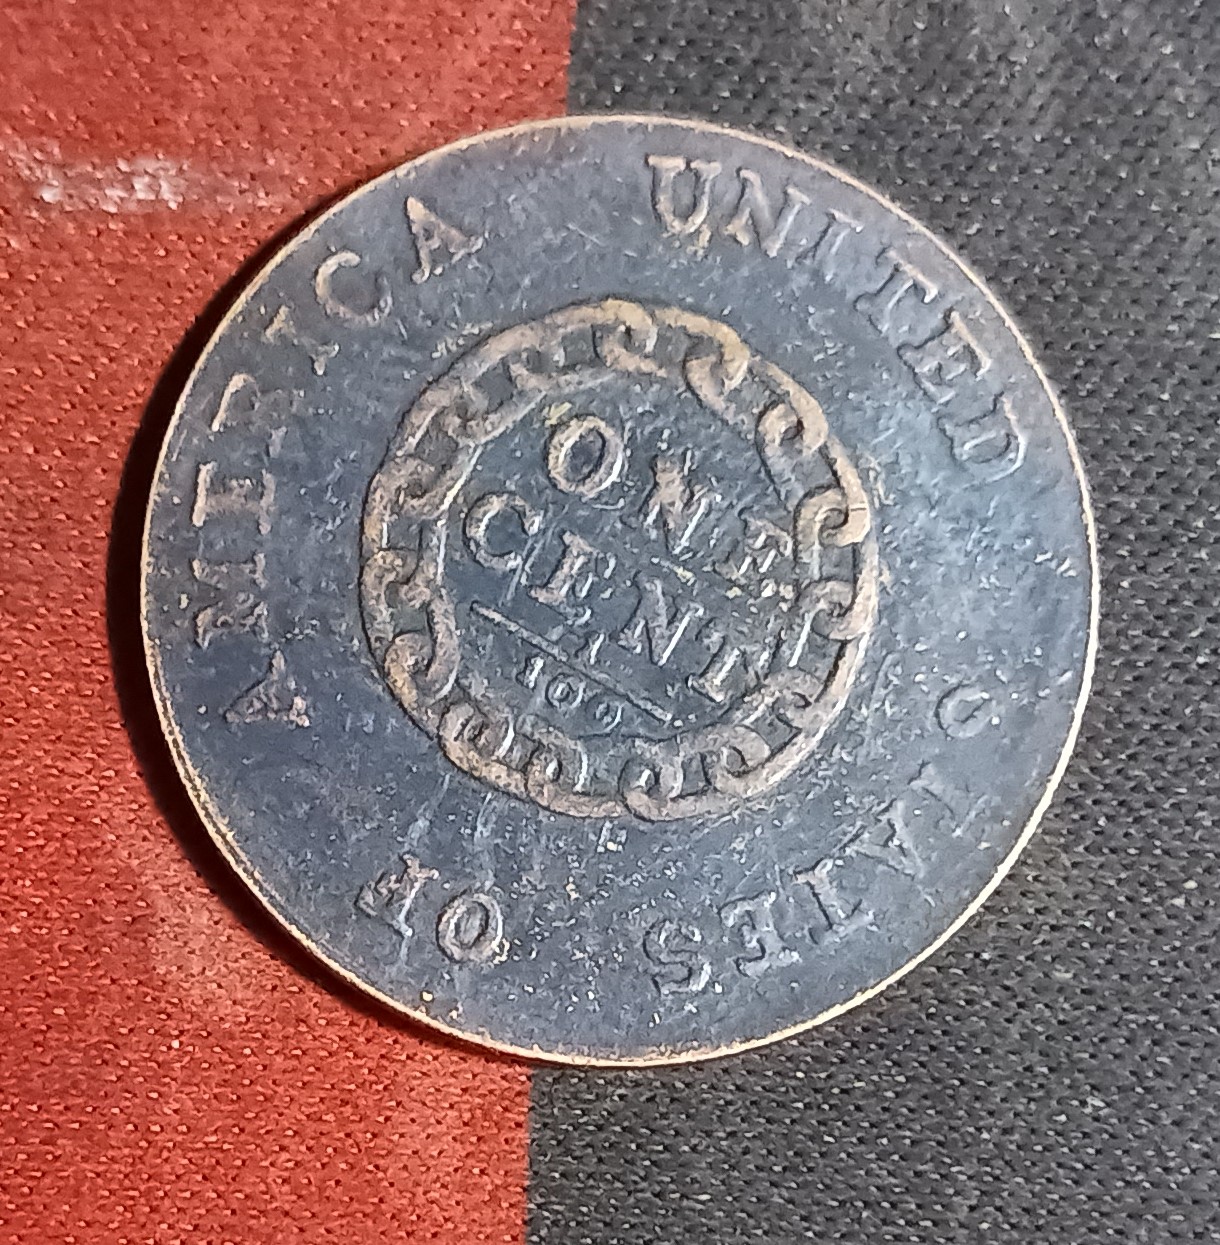 UNITED STATES OF AMERICA
ONE
CENT
1
100